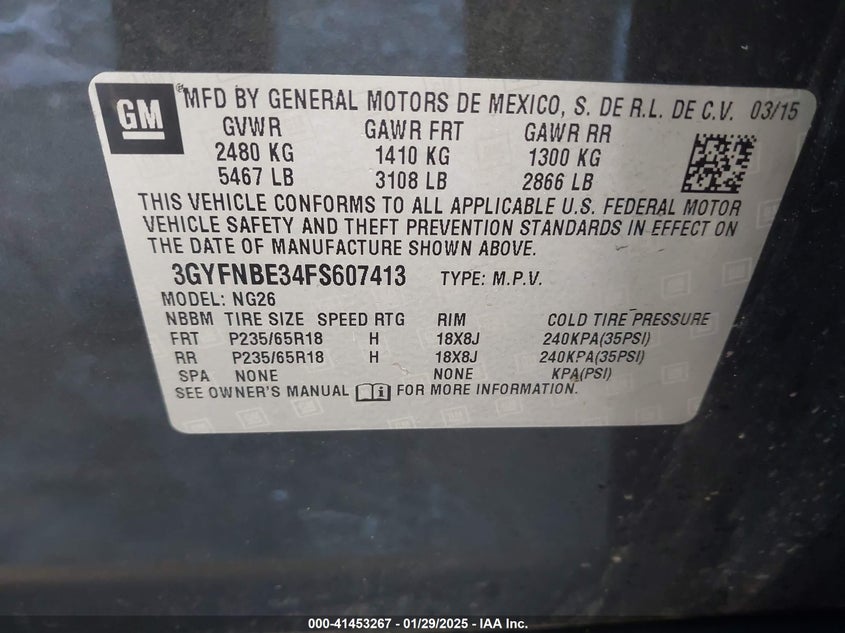 GM
® MFD BY GENERAL MOTORS DE MEXICO, S. DE R.L. DE C.V. 03/15
GVWR GAWR FRT GAWR RR
2480 KG 1410 KG 1300 KG
5467 LB 3108 LB 2866 LB
THIS VEHICLE CONFORMS TO ALL APPLICABLE U.S. FEDERAL MOTOR
VEHICLE SAFETY AND THEFT PREVENTION STANDARDS IN EFFECT ON
THE DATE OF MANUFACTURE SHOWN ABOVE.
3GYFNBE34FS607413 TYPE: M.P.V.
MODEL: NG26
NBBM TIRE SIZE SPEED RTG RIM COLD TIRE PRESSURE
FRT P235/65R18 H 18X8J 240KPA(35PSI)
RR P235/65R18 H 18X8J 240KPA(35PSI)
SPA NONE NONE KPA(PSI)
SEE OWNER'S MANUAL FOR MORE INFORMATION.
000-41453267 - 01/29/2025 - IAA Inc.